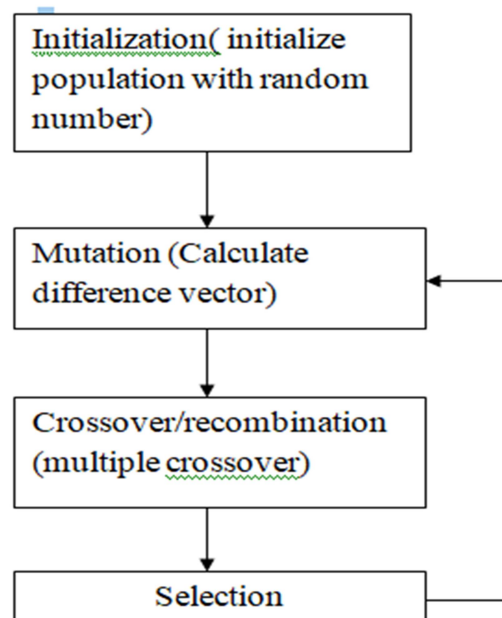 Initialization( initialize
population with random
number)
Mutation (Calculate
difference vector)
Crossover/recombination
(multiple crossover)
Selection